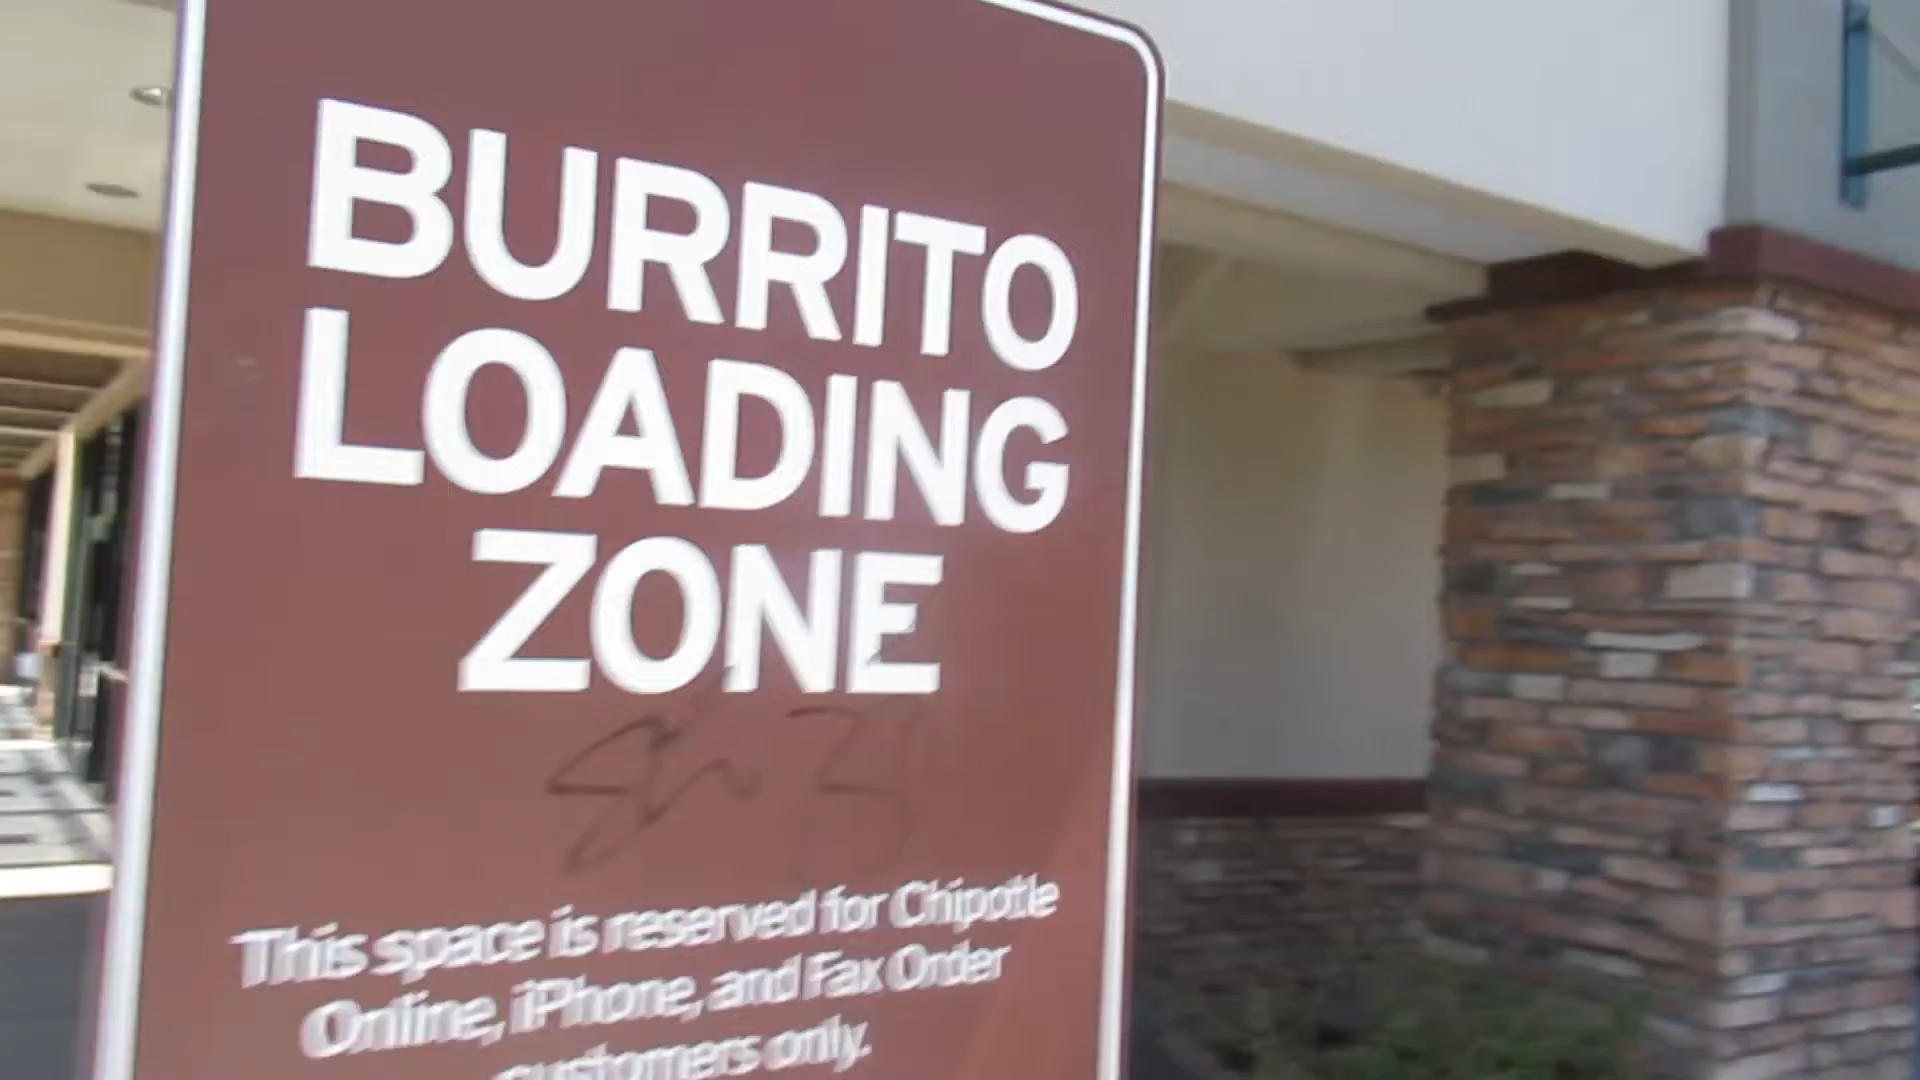 BURRITO
LOADING
ZONE
This space is reserved for Chipotle
Online, iPhone, and Fax Order
customers only.